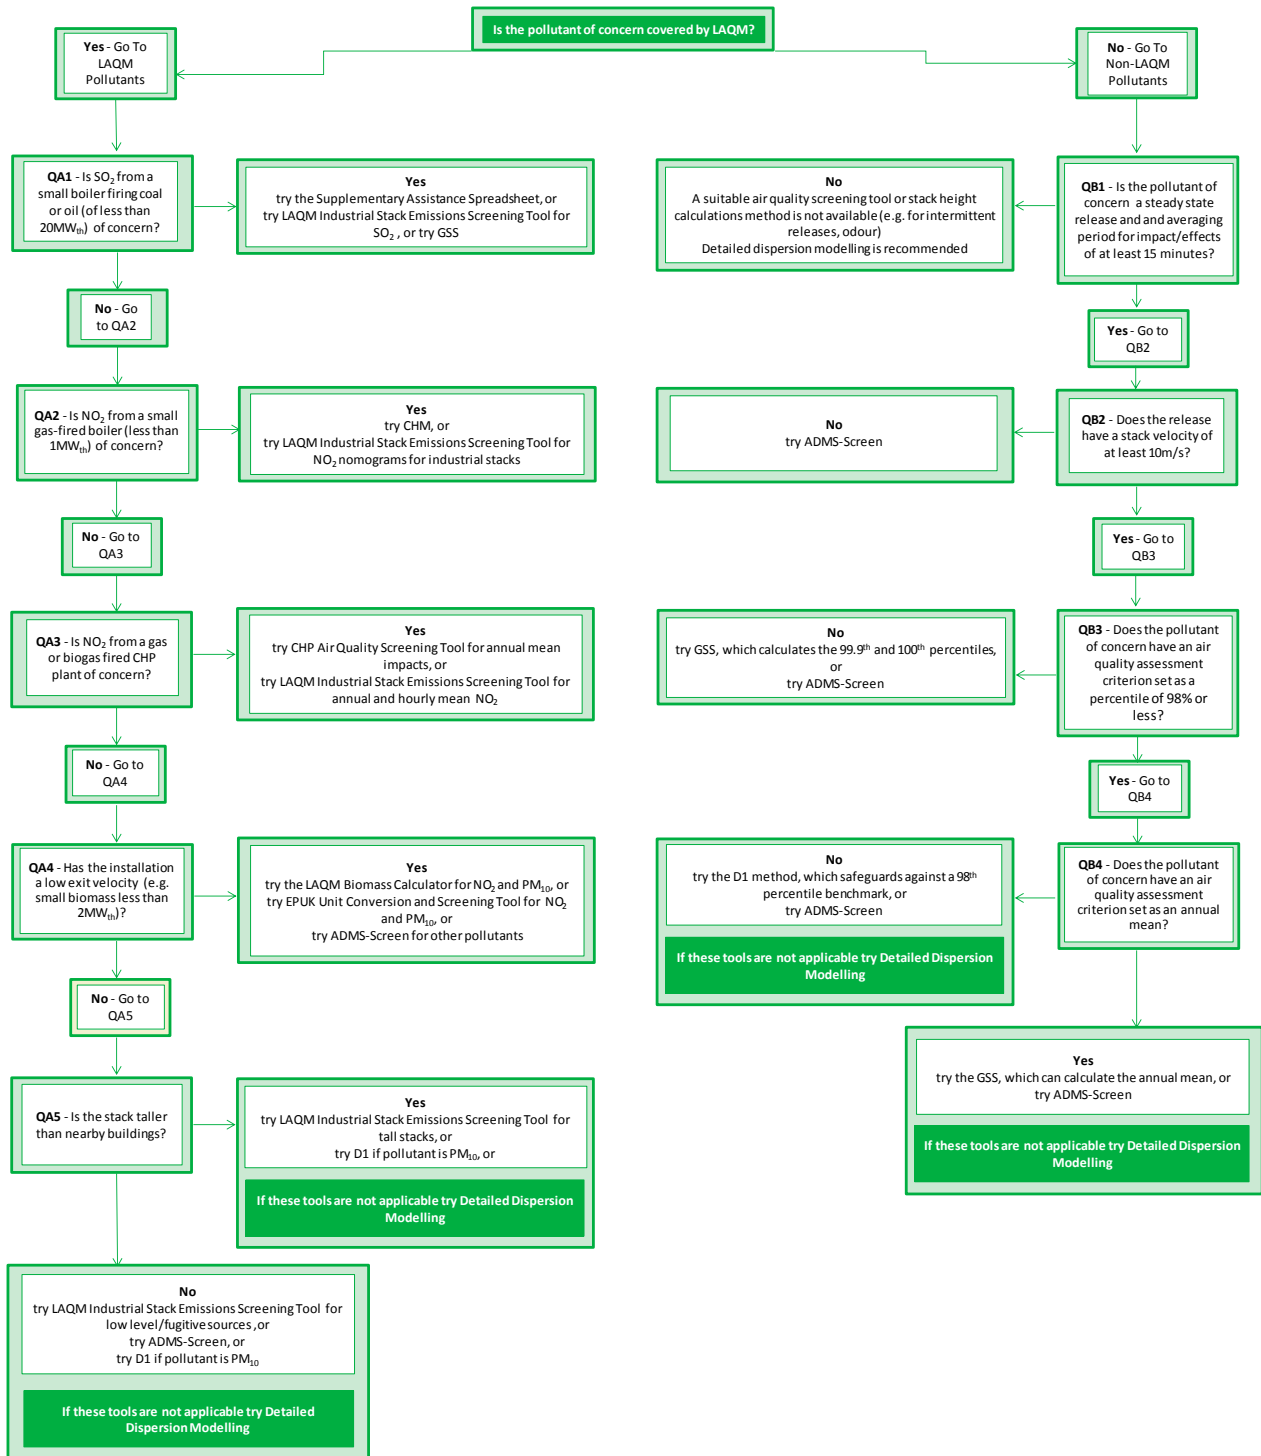 Is the pollutant of concern covered by LAQM?
Yes - Go To
LAQM
Pollutants
No - Go To
Non-LAQM
Pollutants
QA1 - Is SO₂ from a
small boiler firing coal
or oil (of less than
20MWth) of concern?
Yes
try the Supplementary Assistance Spreadsheet, or
try LAQM Industrial Stack Emissions Screening Tool for
SO₂ , or try GSS
No - Go
to QA2
QA2 - Is NO₂ from a small
gas-fired boiler (less than
1MWth) of concern?
Yes
try CHM, or
try LAQM Industrial Stack Emissions Screening Tool for
NO₂ nomograms for industrial stacks
No - Go to
QA3
QA3 - Is NO₂ from a gas
or biogas fired CHP
plant of concern?
Yes
try CHP Air Quality Screening Tool for annual mean
impacts, or
try LAQM Industrial Stack Emissions Screening Tool for
annual and hourly mean NO₂
No - Go to
QA4
QA4 - Has the installation
a low exit velocity (e.g.
small biomass less than
2MWth)?
Yes
try the LAQM Biomass Calculator for NO₂ and PM₁₀, or
try EPUK Unit Conversion and Screening Tool for NO₂
and PM₁₀, or
try ADMS-Screen for other pollutants
No - Go to
QA5
QA5 - Is the stack taller
than nearby buildings?
Yes
try LAQM Industrial Stack Emissions Screening Tool for
tall stacks, or
try D1 if pollutant is PM₁₀, or
If these tools are not applicable try Detailed Dispersion
Modelling
No
try LAQM Industrial Stack Emissions Screening Tool for
low level/fugitive sources ,or
try ADMS-Screen, or
try D1 if pollutant is PM₁₀
If these tools are not applicable try Detailed
Dispersion Modelling
QB1 - Is the pollutant of
concern a steady state
release and and averaging
period for impact/effects
of at least 15 minutes?
No
A suitable air quality screening tool or stack height
calculations method is not available (e.g. for intermittent
releases, odour)
Detailed dispersion modelling is recommended
Yes - Go to
QB2
QB2 - Does the release
have a stack velocity of
at least 10m/s?
No
try ADMS-Screen
Yes - Go to
QB3
QB3 - Does the pollutant
of concern have an air
quality assessment
criterion set as a
percentile of 98% or
less?
No
try GSS, which calculates the 99.9th and 100th percentiles,
or
try ADMS-Screen
Yes - Go to
QB4
QB4 - Does the pollutant
of concern have an air
quality assessment
criterion set as an annual
mean?
No
try the D1 method, which safeguards against a 98th
percentile benchmark, or
try ADMS-Screen
If these tools are not applicable try Detailed Dispersion
Modelling
Yes
try the GSS, which can calculate the annual mean, or
try ADMS-Screen
If these tools are not applicable try Detailed Dispersion
Modelling